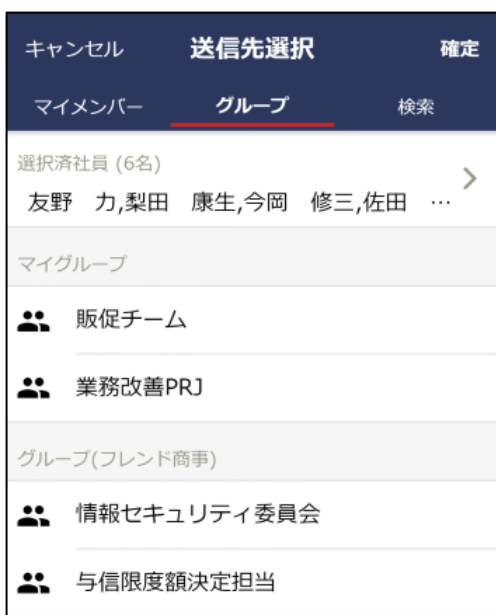 キャンセル 送信先選択 確定
マイメンバー グループ 検索
選択済社員 (6名)
友野　力,梨田　康生,今岡　修三,佐田　…
マイグループ
販促チーム
業務改善PRJ
グループ(フレンド商事)
情報セキュリティ委員会
与信限度額決定担当